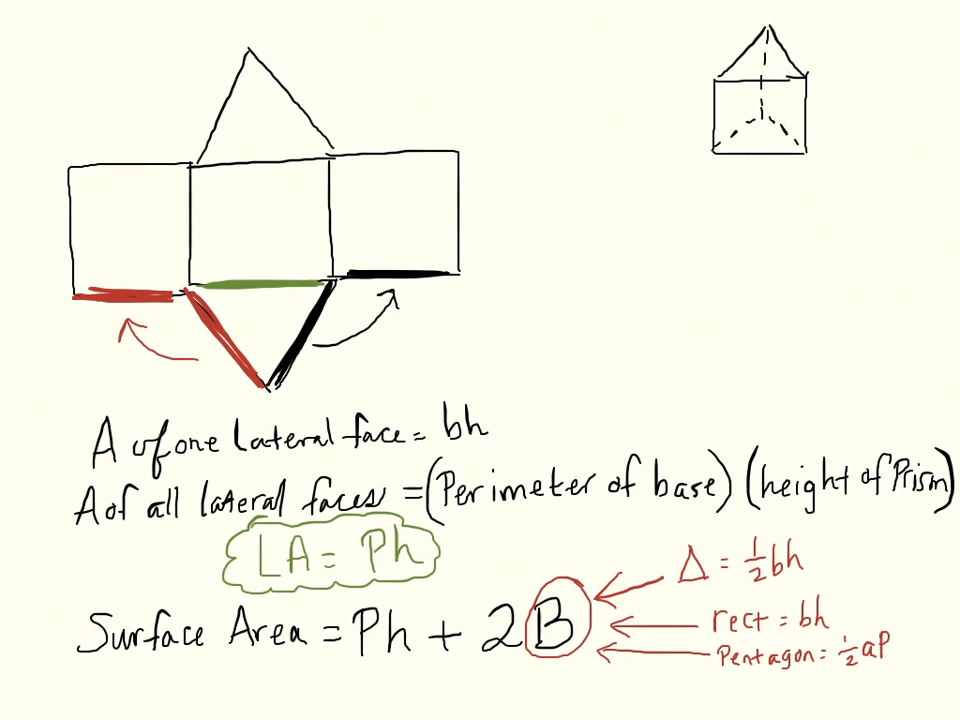 A of one lateral face = bh
A of all lateral faces = (Perimeter of base) (height of Prism)
LA = Ph
Δ = ½bh
Surface Area = Ph + 2B
rect = bh
Pentagon = ½aP